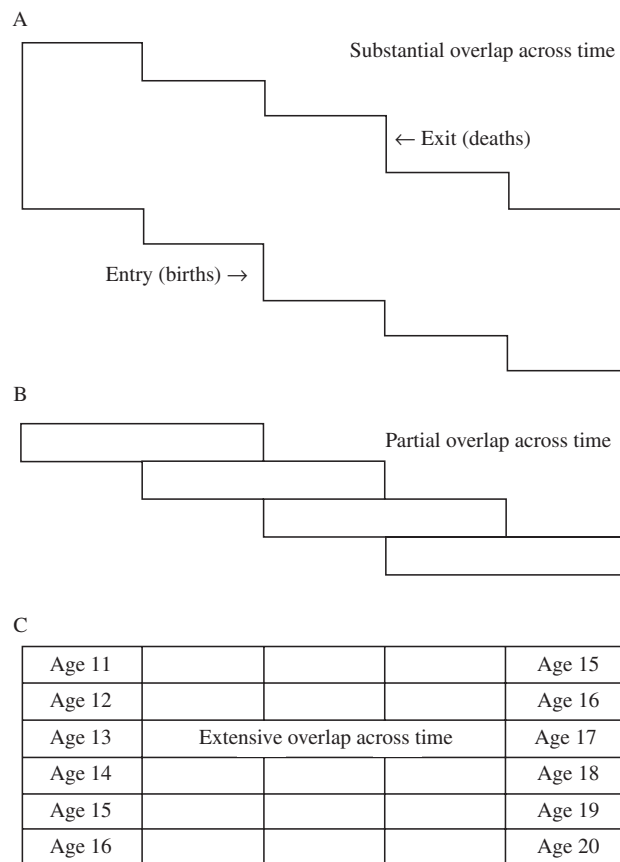 A
Substantial overlap across time
← Exit (deaths)
Entry (births) →
B
Partial overlap across time
C
Age 11 Age 15
Age 12 Age 16
Age 13 Extensive overlap across time Age 17
Age 14 Age 18
Age 15 Age 19
Age 16 Age 20